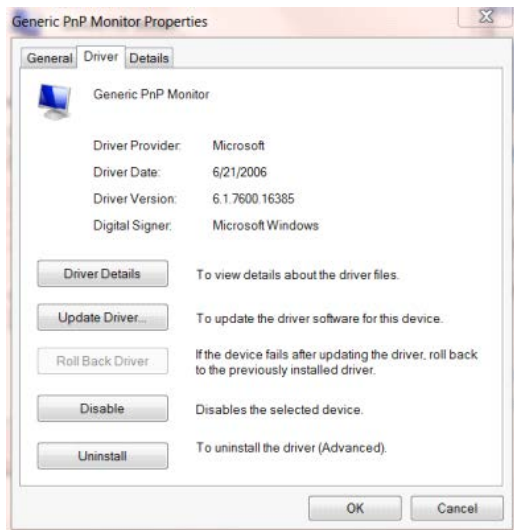 Generic PnP Monitor Properties
General Driver Details
Generic PnP Monitor
Driver Provider: Microsoft
Driver Date: 6/21/2006
Driver Version: 6.1.7600.16385
Digital Signer: Microsoft Windows
Driver Details To view details about the driver files.
Update Driver... To update the driver software for this device.
Roll Back Driver If the device fails after updating the driver, roll back
to the previously installed driver.
Disable Disables the selected device.
Uninstall To uninstall the driver (Advanced).
OK Cancel